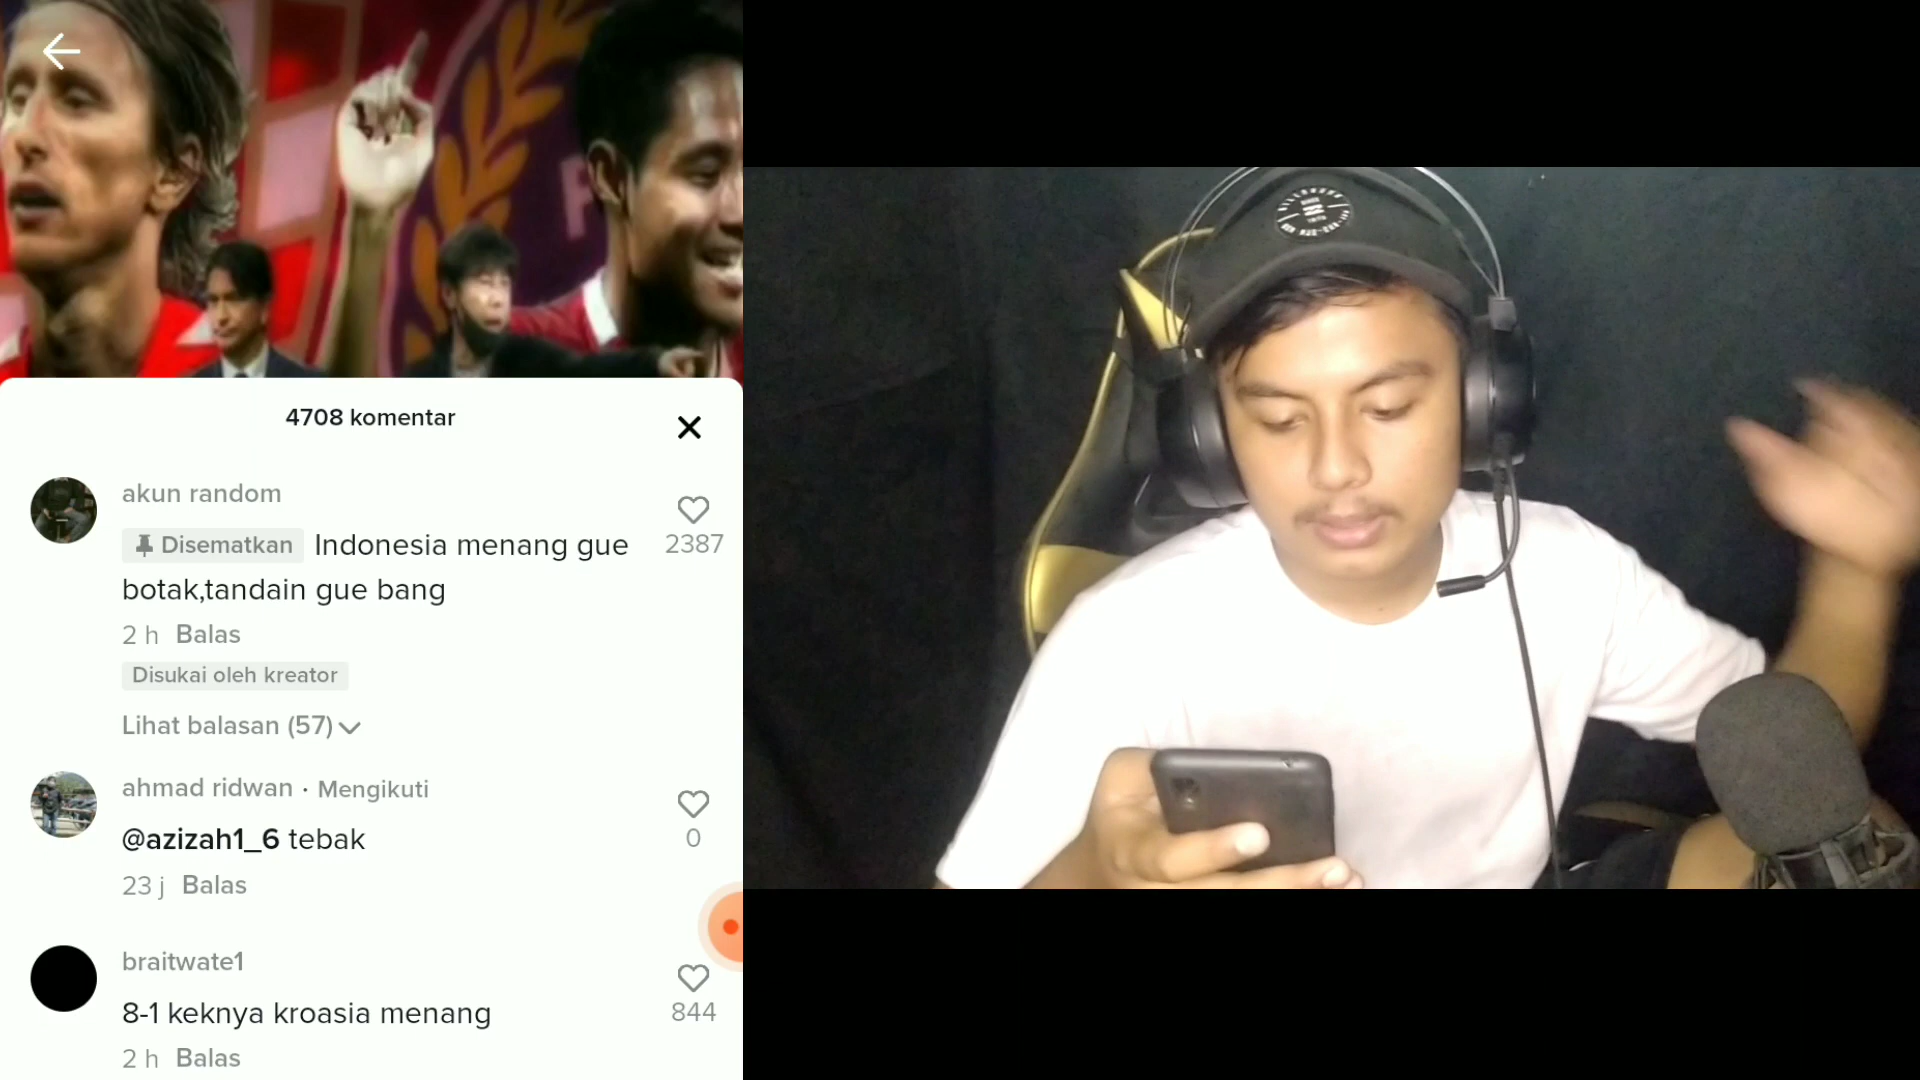 4708 komentar
akun random
Disematkan Indonesia menang gue
botak,tandain gue bang
2387
2 h Balas
Disukai oleh kreator
Lihat balasan (57)
ahmad ridwan · Mengikuti
@azizah1_6 tebak
0
23 j Balas
braitwate1
8-1 keknya kroasia menang
844
2 h Balas